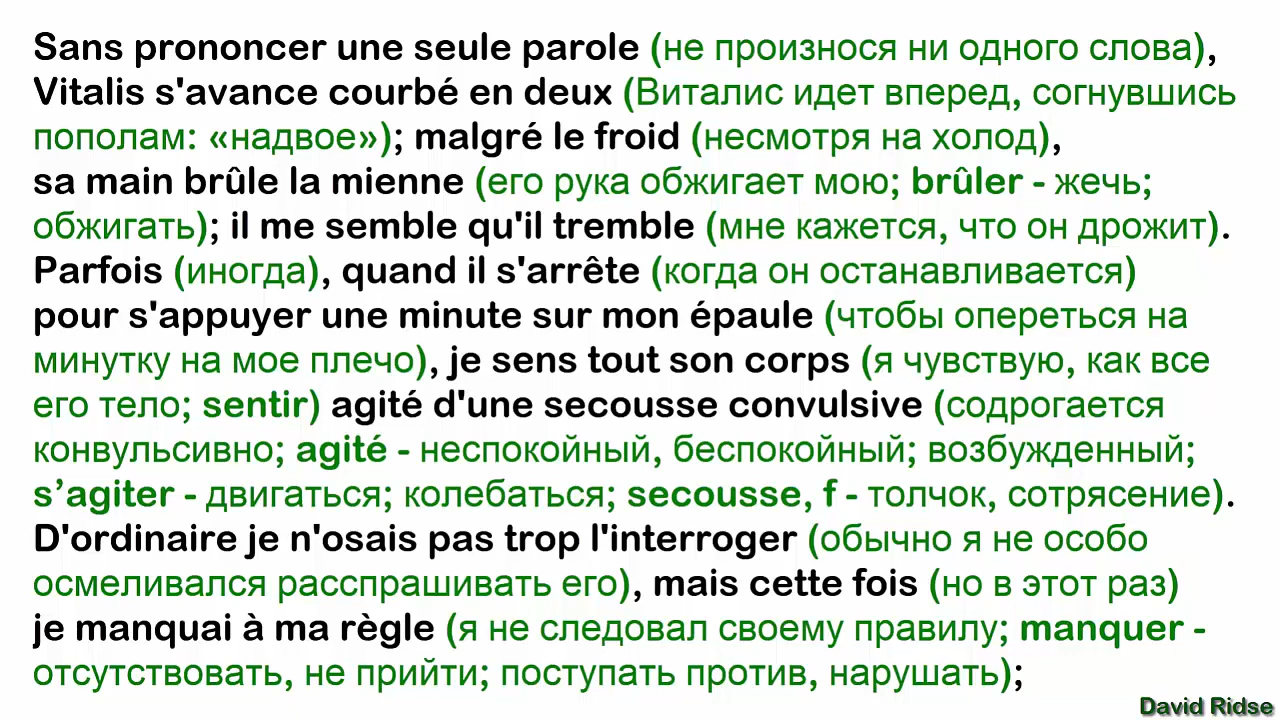 Sans prononcer une seule parole (не произнося ни одного слова),
Vitalis s'avance courbé en deux (Виталис идет вперед, согнувшись
пополам: «надвое»); malgré le froid (несмотря на холод),
sa main brûle la mienne (его рука обжигает мою; brûler - жечь;
обжигать); il me semble qu'il tremble (мне кажется, что он дрожит).
Parfois (иногда), quand il s'arrête (когда он останавливается)
pour s'appuyer une minute sur mon épaule (чтобы опереться на
минутку на мое плечо), je sens tout son corps (я чувствую, как все
его тело; sentir) agité d'une secousse convulsive (содрогается
конвульсивно; agité - неспокойный, беспокойный; возбужденный;
s’agiter - двигаться; колебаться; secousse, f - толчок, сотрясение).
D'ordinaire je n'osais pas trop l'interroger (обычно я не особо
осмеливался расспрашивать его), mais cette fois (но в этот раз)
je manquai à ma règle (я не следовал своему правилу; manquer -
отсутствовать, не прийти; поступать против, нарушать);
David Ridse